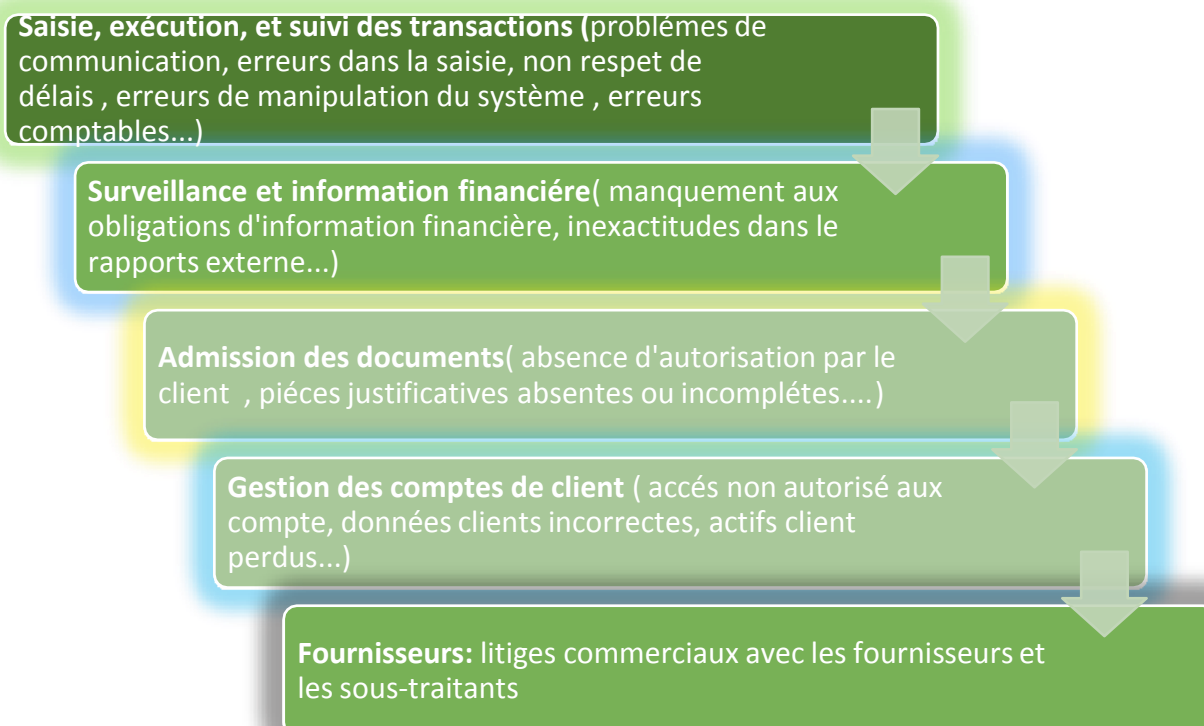 Saisie, exécution, et suivi des transactions (problémes de
communication, erreurs dans la saisie, non respet de
délais , erreurs de manipulation du système , erreurs
comptables...)
Surveillance et information financiére( manquement aux
obligations d'information financière, inexactitudes dans le
rapports externe...)
Admission des documents( absence d'autorisation par le
client , piéces justificatives absentes ou incomplétes....)
Gestion des comptes de client ( accés non autorisé aux
compte, données clients incorrectes, actifs client
perdus...)
Fournisseurs: litiges commerciaux avec les fournisseurs et
les sous-traitants